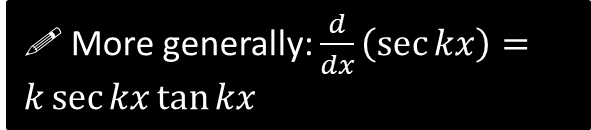 ✏ More generally: d/dx (sec kx) =
k sec kx tan kx